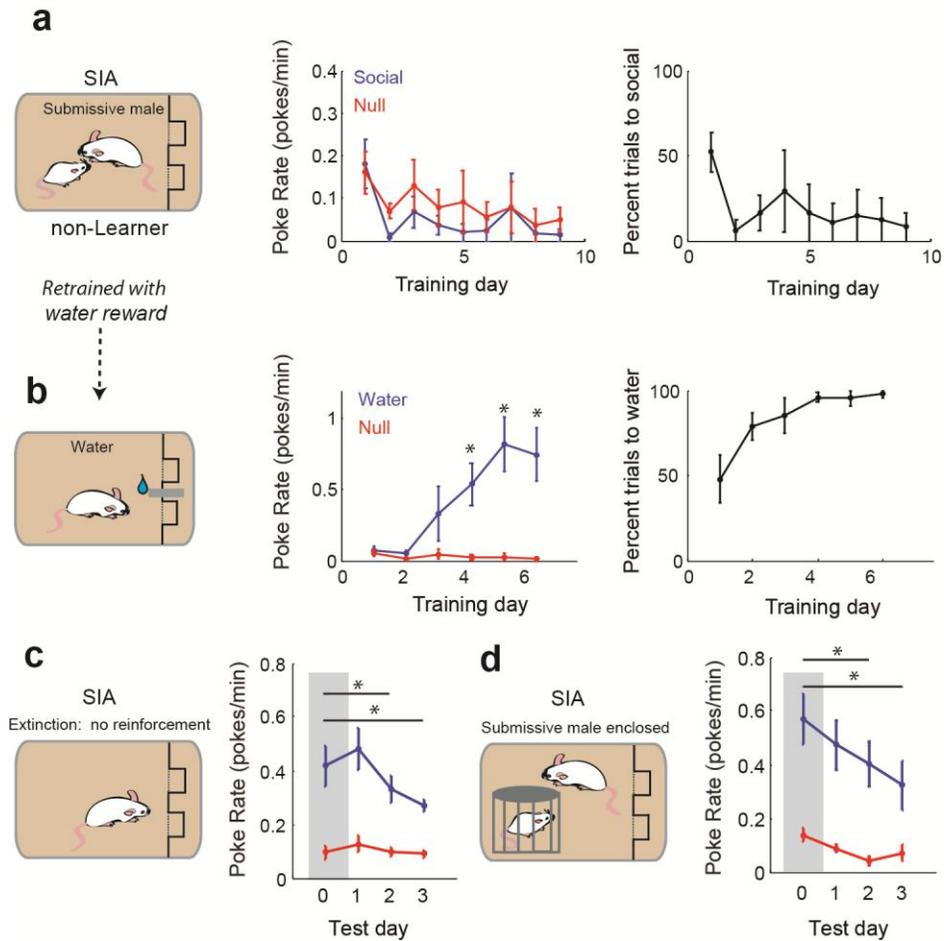 a
SIA
Submissive male
non-Learner
Poke Rate (pokes/min)
0.4
0.3
0.2
0.1
0
Social
Null
0
5
10
Training day
Percent trials to social
100
50
0
0
5
10
Training day
Retrained with
water reward
b
Water
Poke Rate (pokes/min)
1
0.5
0
Water
Null
*
*
*
0
2
4
6
Training day
Percent trials to water
100
50
0
0
2
4
6
Training day
c
SIA
Extinction: no reinforcement
Poke Rate (pokes/min)
0.8
0.6
0.4
0.2
0
*
*
0
1
2
3
Test day
d
SIA
Submissive male enclosed
Poke Rate (pokes/min)
0.8
0.6
0.4
0.2
0
*
*
0
1
2
3
Test day